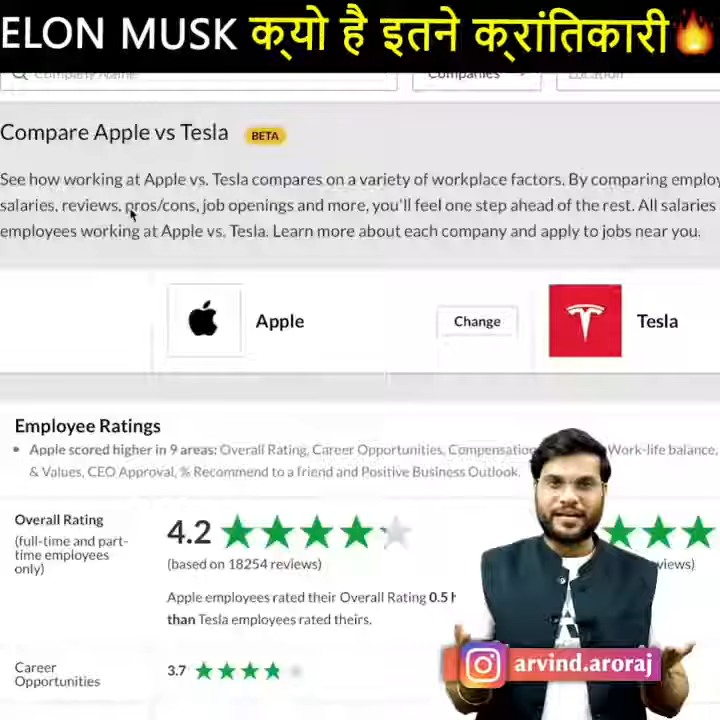 ELON MUSK क्यो है इतने क्रांतिकारी🔥
Company Name
Companies
Location
Compare Apple vs Tesla BETA
See how working at Apple vs. Tesla compares on a variety of workplace factors. By comparing employ
salaries, reviews, pros/cons, job openings and more, you'll feel one step ahead of the rest. All salaries
employees working at Apple vs. Tesla. Learn more about each company and apply to jobs near you.
Apple
Change
Tesla
Employee Ratings
• Apple scored higher in 9 areas: Overall Rating, Career Opportunities, Compensation Work-life balance,
& Values, CEO Approval, % Recommend to a friend and Positive Business Outlook.
Overall Rating
(full-time and part-
time employees
only)
4.2
(based on 18254 reviews)
views)
Apple employees rated their Overall Rating 0.5
than Tesla employees rated theirs.
Career
Opportunities
3.7
arvind.aroraj